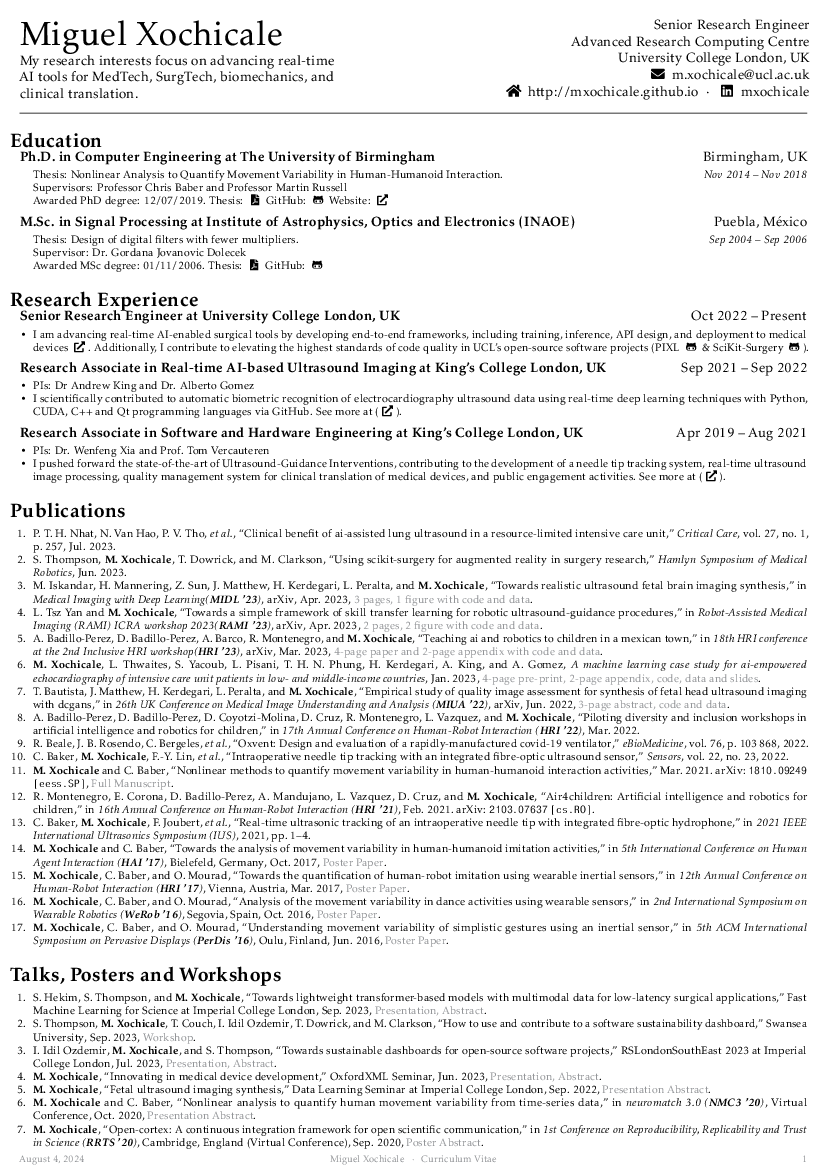 Miguel Xochicale
My research interests focus on advancing real-time
AI tools for MedTech, SurgTech, biomechanics, and
clinical translation.
Senior Research Engineer
Advanced Research Computing Centre
University College London, UK
m.xochicale@ucl.ac.uk
http://mxochicale.github.io · mxochicale
Education
Ph.D. in Computer Engineering at The University of Birmingham Birmingham, UK
Thesis: Nonlinear Analysis to Quantify Movement Variability in Human-Humanoid Interaction. Nov 2014 – Nov 2018
Supervisors: Professor Chris Baber and Professor Martin Russell
Awarded PhD degree: 12/07/2019. Thesis: GitHub: Website:
M.Sc. in Signal Processing at Institute of Astrophysics, Optics and Electronics (INAOE) Puebla, México
Thesis: Design of digital filters with fewer multipliers. Sep 2004 – Sep 2006
Supervisor: Dr. Gordana Jovanovic Dolecek
Awarded MSc degree: 01/11/2006. Thesis: GitHub:
Research Experience
Senior Research Engineer at University College London, UK Oct 2022 – Present
• I am advancing real-time AI-enabled surgical tools by developing end-to-end frameworks, including training, inference, API design, and deployment to medical
devices . Additionally, I contribute to elevating the highest standards of code quality in UCL's open-source software projects (PIXL & SciKit-Surgery ).
Research Associate in Real-time AI-based Ultrasound Imaging at King's College London, UK Sep 2021 – Sep 2022
• PIs: Dr Andrew King and Dr. Alberto Gomez
• I scientifically contributed to automatic biometric recognition of electrocardiography ultrasound data using real-time deep learning techniques with Python,
CUDA, C++ and Qt programming languages via GitHub. See more at ( ).
Research Associate in Software and Hardware Engineering at King's College London, UK Apr 2019 – Aug 2021
• PIs: Dr. Wenfeng Xia and Prof. Tom Vercauteren
• I pushed forward the state-of-the-art of Ultrasound-Guidance Interventions, contributing to the development of a needle tip tracking system, real-time ultrasound
image processing, quality management system for clinical translation of medical devices, and public engagement activities. See more at ( ).
Publications
1. P. T. H. Nhat, N. Van Hao, P. V. Tho, et al., “Clinical benefit of ai-assisted lung ultrasound in a resource-limited intensive care unit,” Critical Care, vol. 27, no. 1,
p. 257, Jul. 2023.
2. S. Thompson, M. Xochicale, T. Dowrick, and M. Clarkson, “Using scikit-surgery for augmented reality in surgery research,” Hamlyn Symposium of Medical
Robotics, Jun. 2023.
3. M. Iskandar, H. Mannering, Z. Sun, J. Matthew, H. Kerdegari, L. Peralta, and M. Xochicale, “Towards realistic ultrasound fetal brain imaging synthesis,” in
Medical Imaging with Deep Learning(MIDL ’23), arXiv, Apr. 2023, 3 pages, 1 figure with code and data.
4. L. Tsz Yan and M. Xochicale, “Towards a simple framework of skill transfer learning for robotic ultrasound-guidance procedures,” in Robot-Assisted Medical
Imaging (RAMI) ICRA workshop 2023(RAMI ’23), arXiv, Apr. 2023, 2 pages, 2 figure with code and data.
5. A. Badillo-Perez, D. Badillo-Perez, A. Barco, R. Montenegro, and M. Xochicale, “Teaching ai and robotics to children in a mexican town,” in 18th HRI conference
at the 2nd Inclusive HRI workshop(HRI ’23), arXiv, Mar. 2023, 4-page paper and 2-page appendix with code and data.
6. M. Xochicale, L. Thwaites, S. Yacoub, L. Pisani, T. H. N. Phung, H. Kerdegari, A. King, and A. Gomez, A machine learning case study for ai-empowered
echocardiography of intensive care unit patients in low- and middle-income countries, Jan. 2023, 4-page pre-print, 2-page appendix, code, data and slides.
7. T. Bautista, J. Matthew, H. Kerdegari, L. Peralta, and M. Xochicale, “Empirical study of quality image assessment for synthesis of fetal head ultrasound imaging
with dcgans,” in 26th UK Conference on Medical Image Understanding and Analysis (MIUA ’22), arXiv, Jun. 2022, 3-page abstract, code and data.
8. A. Badillo-Perez, D. Badillo-Perez, D. Coyotzi-Molina, D. Cruz, R. Montenegro, L. Vazquez, and M. Xochicale, “Piloting diversity and inclusion workshops in
artificial intelligence and robotics for children,” in 17th Annual Conference on Human-Robot Interaction (HRI ’22), Mar. 2022.
9. R. Beale, J. B. Rosendo, C. Bergeles, et al., “Oxvent: Design and evaluation of a rapidly-manufactured covid-19 ventilator,” eBioMedicine, vol. 76, p. 103 868, 2022.
10. C. Baker, M. Xochicale, F.-Y. Lin, et al., “Intraoperative needle tip tracking with an integrated fibre-optic ultrasound sensor,” Sensors, vol. 22, no. 23, 2022.
11. M. Xochicale and C. Baber, “Nonlinear methods to quantify movement variability in human-humanoid interaction activities,” Mar. 2021. arXiv: 1810.09249
[eess.SP], Full Manuscript.
12. R. Montenegro, E. Corona, D. Badillo-Perez, A. Mandujano, L. Vazquez, D. Cruz, and M. Xochicale, “Air4children: Artificial intelligence and robotics for
children,” in 16th Annual Conference on Human-Robot Interaction (HRI ’21), Feb. 2021. arXiv: 2103.07637 [cs.RO].
13. C. Baker, M. Xochicale, F. Joubert, et al., “Real-time ultrasonic tracking of an intraoperative needle tip with integrated fibre-optic hydrophone,” in 2021 IEEE
International Ultrasonics Symposium (IUS), 2021, pp. 1–4.
14. M. Xochicale and C. Baber, “Towards the analysis of movement variability in human-humanoid imitation activities,” in 5th International Conference on Human
Agent Interaction (HAI ’17), Bielefeld, Germany, Oct. 2017, Poster Paper.
15. M. Xochicale, C. Baber, and O. Mourad, “Towards the quantification of human-robot imitation using wearable inertial sensors,” in 12th Annual Conference on
Human-Robot Interaction (HRI ’17), Vienna, Austria, Mar. 2017, Poster Paper.
16. M. Xochicale, C. Baber, and O. Mourad, “Analysis of the movement variability in dance activities using wearable sensors,” in 2nd International Symposium on
Wearable Robotics (WeRob ’16), Segovia, Spain, Oct. 2016, Poster Paper.
17. M. Xochicale, C. Baber, and O. Mourad, “Understanding movement variability of simplistic gestures using an inertial sensor,” in 5th ACM International
Symposium on Pervasive Displays (PerDis ’16), Oulu, Finland, Jun. 2016, Poster Paper.
Talks, Posters and Workshops
1. S. Hekim, S. Thompson, and M. Xochicale, “Towards lightweight transformer-based models with multimodal data for low-latency surgical applications,” Fast
Machine Learning for Science at Imperial College London, Sep. 2023, Presentation, Abstract.
2. S. Thompson, M. Xochicale, T. Couch, I. Idil Ozdemir, T. Dowrick, and M. Clarkson, “How to use and contribute to a software sustainability dashboard,” Swansea
University, Sep. 2023, Workshop.
3. I. Idil Ozdemir, M. Xochicale, and S. Thompson, “Towards sustainable dashboards for open-source software projects,” RSLondonSouthEast 2023 at Imperial
College London, Jul. 2023, Presentation, Abstract.
4. M. Xochicale, “Innovating in medical device development,” OxfordXML Seminar, Jun. 2023, Presentation, Abstract.
5. M. Xochicale, “Fetal ultrasound imaging synthesis,” Data Learning Seminar at Imperial College London, Sep. 2022, Presentation Abstract.
6. M. Xochicale and C. Baber, “Nonlinear analysis to quantify human movement variability from time-series data,” in neuromatch 3.0 (NMC3 ’20), Virtual
Conference, Oct. 2020, Presentation Abstract.
7. M. Xochicale, “Open-cortex: A continuous integration framework for open scientific communication,” in 1st Conference on Reproducibility, Replicability and Trust
in Science (RRTS ’20), Cambridge, England (Virtual Conference), Sep. 2020, Poster Abstract.
August 4, 2024 Miguel Xochicale · Curriculum Vitae 1